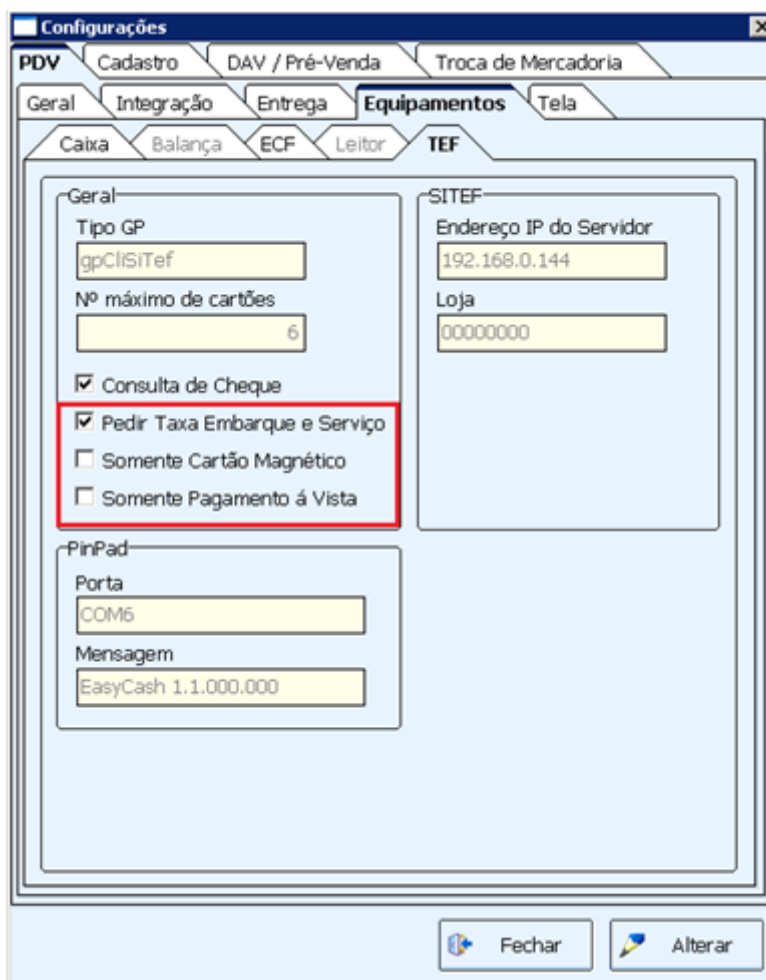 Configurações
PDV Cadastro DAV / Pré-Venda Troca de Mercadoria
Geral Integração Entrega Equipamentos Tela
Caixa Balança ECF Leitor TEF
Geral
Tipo GP
gpCliSiTef
Nº máximo de cartões
6
Consulta de Cheque
Pedir Taxa Embarque e Serviço
Somente Cartão Magnético
Somente Pagamento á Vista
SITEF
Endereço IP do Servidor
192.168.0.144
Loja
00000000
PinPad
Porta
COM6
Mensagem
EasyCash 1.1.000.000
Fechar Alterar